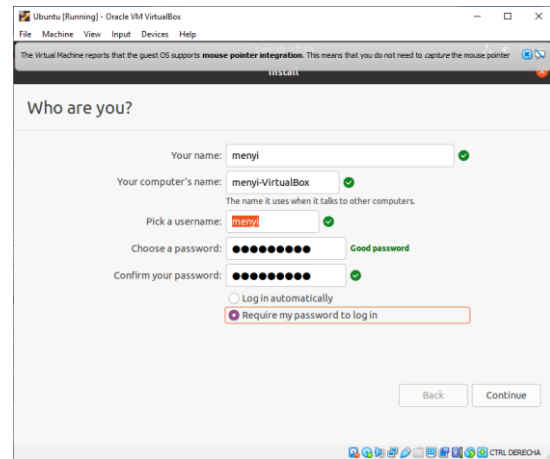 Ubuntu [Running] - Oracle VM VirtualBox
File Machine View Input Devices Help
The Virtual Machine reports that the guest OS supports mouse pointer integration. This means that you do not need to capture the mouse pointer
Install
Who are you?
Your name: menyi
Your computer's name: menyi-VirtualBox
The name it uses when it talks to other computers.
Pick a username: menyi
Choose a password: ●●●●●●●●● Good password
Confirm your password: ●●●●●●●●●
Log in automatically
Require my password to log in
Back Continue
CTRL DERECHA